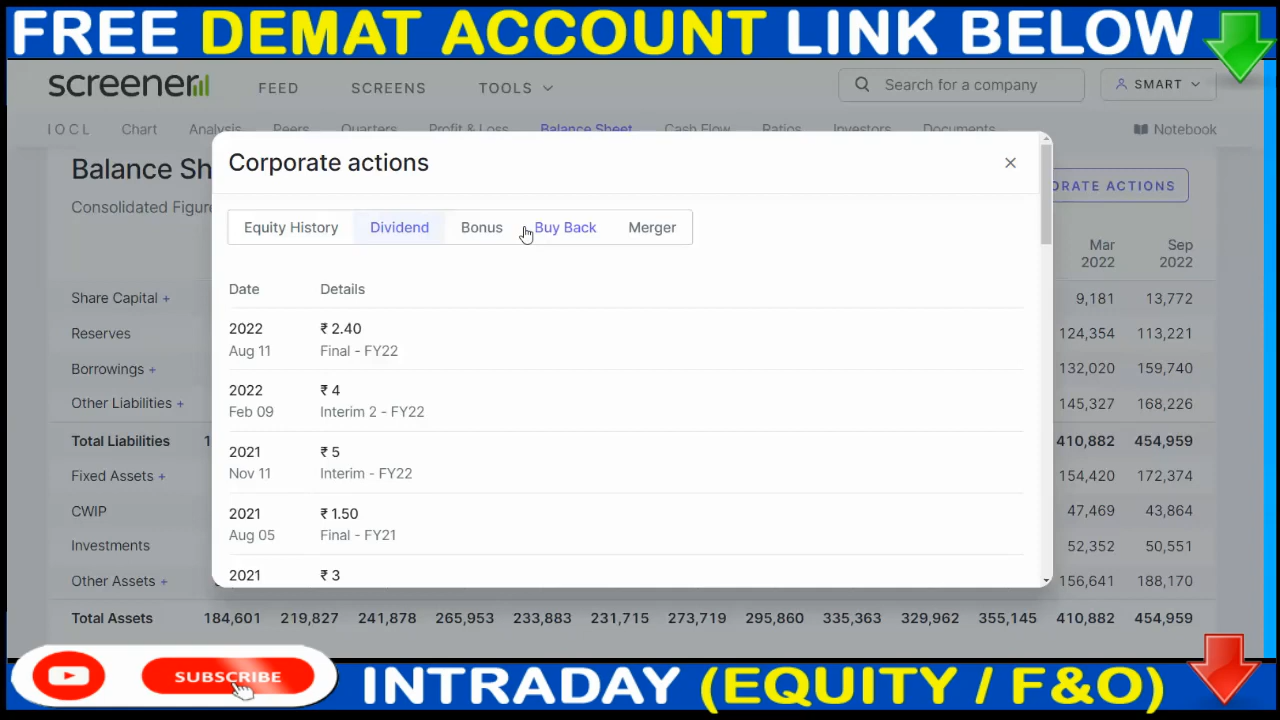 FREE DEMAT ACCOUNT LINK BELOW
screener
FEED SCREENS TOOLS
Search for a company
SMART
I O C L Chart Analysis Peers Quarters Profit & Loss Balance Sheet Cash Flow Ratios Investors Documents Notebook
Balance Sh
Corporate actions
ORATE ACTIONS
Consolidated Figur
Equity History Dividend Bonus Buy Back Merger
Mar Sep
2022 2022
Date Details
Share Capital + 9,181 13,772
2022 ₹ 2.40
Aug 11 Final - FY22
Reserves 124,354 113,221
Borrowings + 132,020 159,740
2022 ₹ 4
Feb 09 Interim 2 - FY22
Other Liabilities + 145,327 168,226
Total Liabilities 1 410,882 454,959
2021 ₹ 5
Nov 11 Interim - FY22
Fixed Assets + 154,420 172,374
CWIP 47,469 43,864
2021 ₹ 1.50
Aug 05 Final - FY21
Investments 52,352 50,551
Other Assets + 156,641 188,170
2021 ₹ 3
Total Assets 184,601 219,827 241,878 265,953 233,883 231,715 273,719 295,860 335,363 329,962 355,145 410,882 454,959
SUBSCRIBE
INTRADAY (EQUITY / F&O)